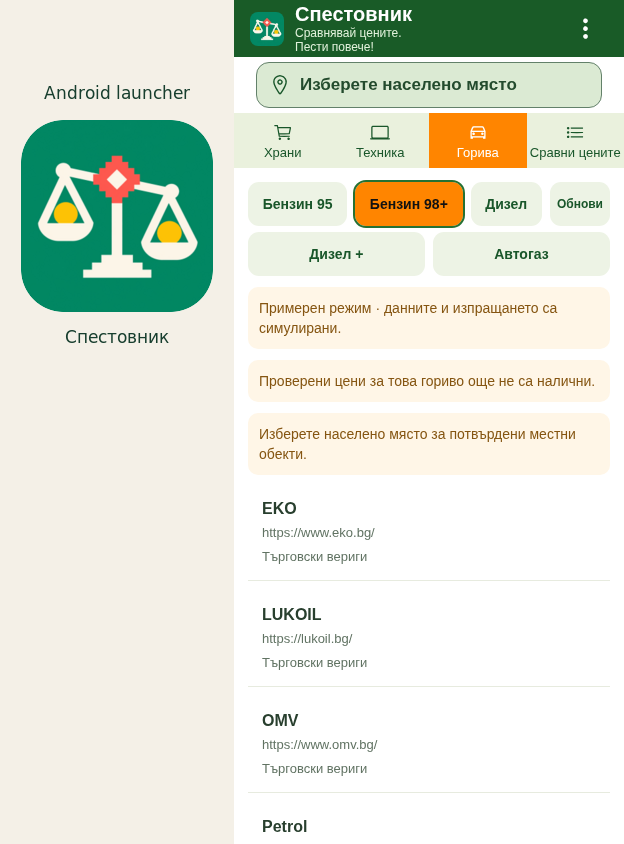 Android launcher
Спестовник
Спестовник
Сравнявай цените.
Пести повече!
Изберете населено място
Храни
Техника
Горива
Сравни цените
Бензин 95
Бензин 98+
Дизел
Обнови
Дизел +
Автогаз
Примерен режим · данните и изпращането са
симулирани.
Проверени цени за това гориво още не са налични.
Изберете населено място за потвърдени местни
обекти.
EKO
https://www.eko.bg/
Търговски вериги
LUKOIL
https://lukoil.bg/
Търговски вериги
OMV
https://www.omv.bg/
Търговски вериги
Petrol